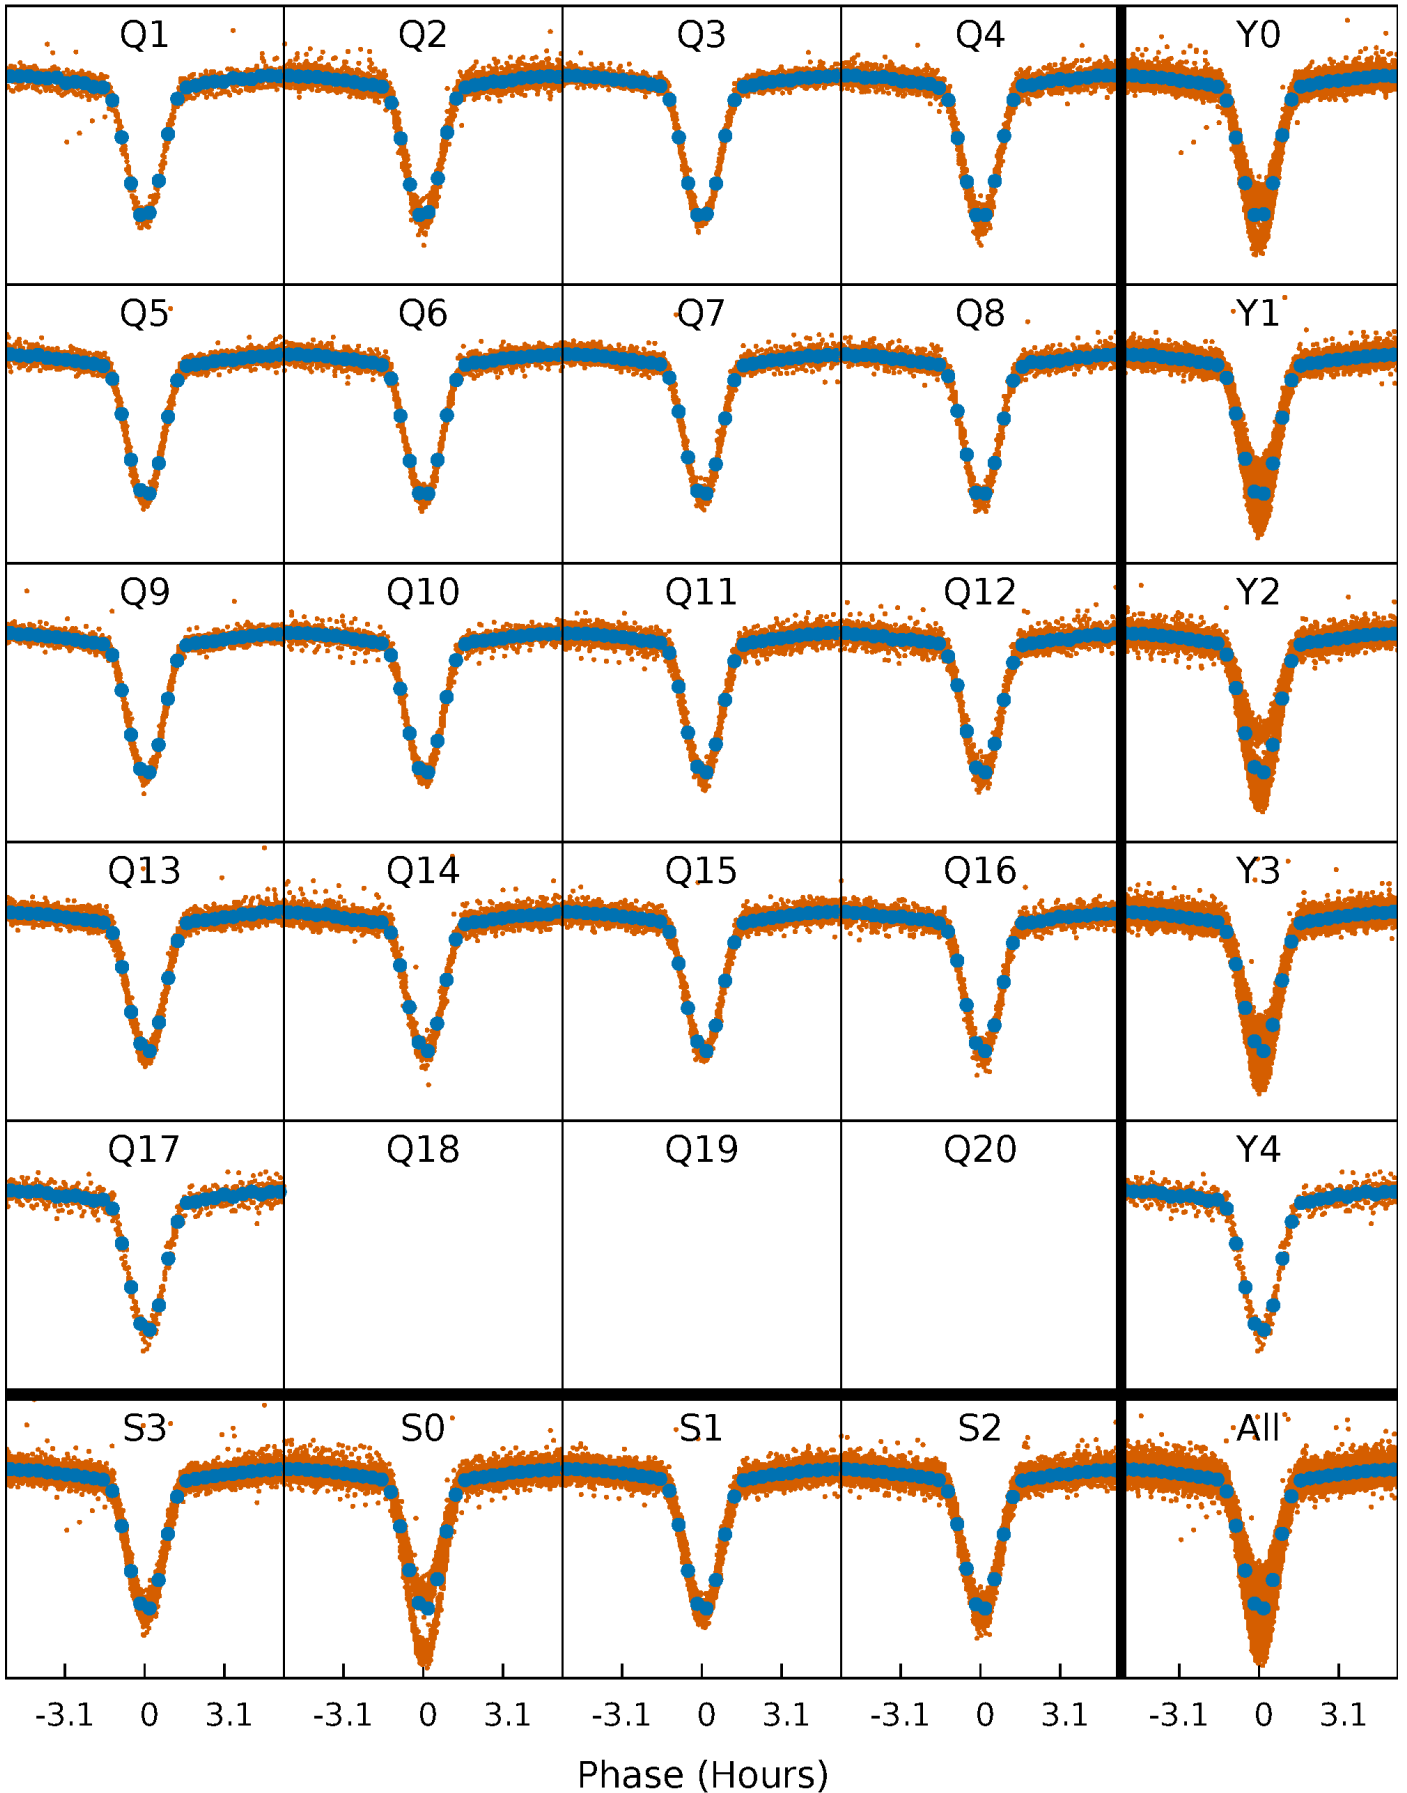 Q1 Q2 Q3 Q4 Y0
Q5 Q6 Q7 Q8 Y1
Q9 Q10 Q11 Q12 Y2
Q13 Q14 Q15 Q16 Y3
Q17 Q18 Q19 Q20 Y4
S3 S0 S1 S2 All
-3.1 0 3.1 -3.1 0 3.1 -3.1 0 3.1 -3.1 0 3.1 -3.1 0 3.1
Phase (Hours)